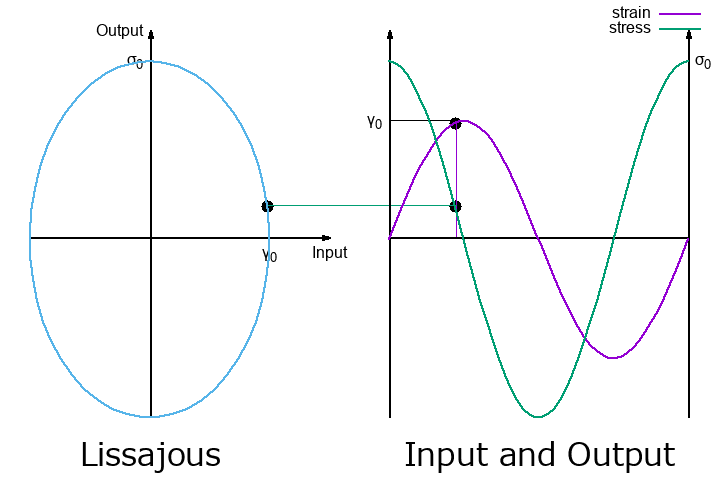 strain
stress
Output
σ0
σ0
γ0
γ0
Input
Lissajous
Input and Output